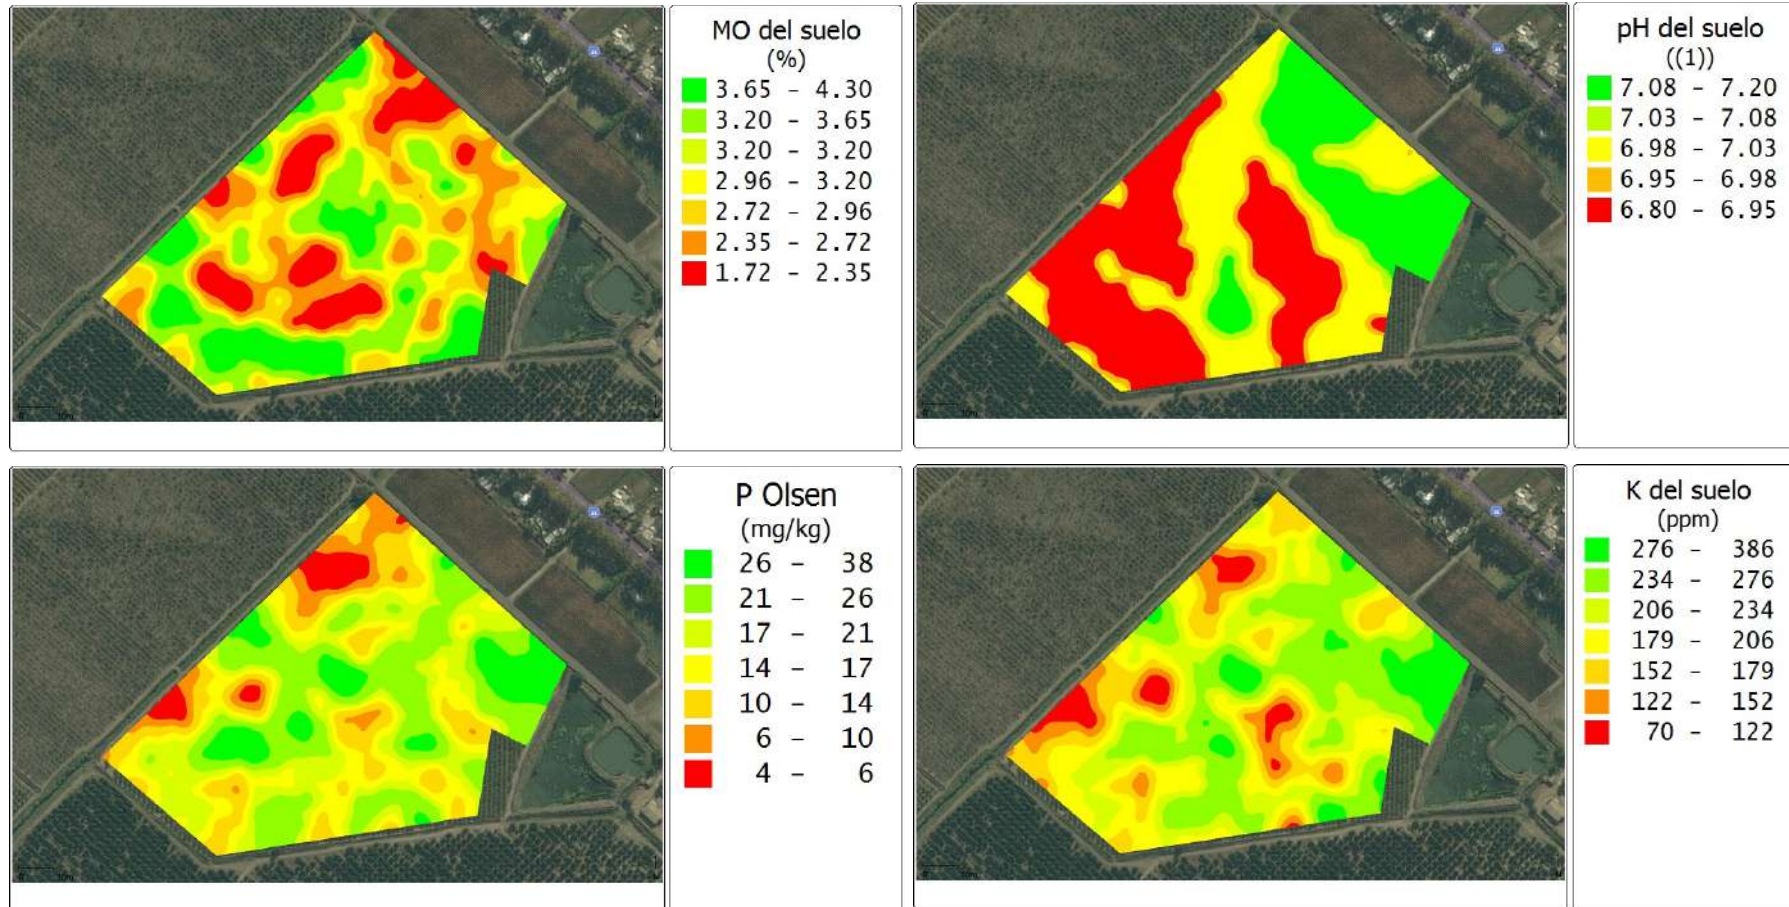 MO del suelo
(%)
3.65 - 4.30
3.20 - 3.65
3.20 - 3.20
2.96 - 3.20
2.72 - 2.96
2.35 - 2.72
1.72 - 2.35
pH del suelo
((1))
7.08 - 7.20
7.03 - 7.08
6.98 - 7.03
6.95 - 6.98
6.80 - 6.95
P Olsen
(mg/kg)
26 - 38
21 - 26
17 - 21
14 - 17
10 - 14
6 - 10
4 - 6
K del suelo
(ppm)
276 - 386
234 - 276
206 - 234
179 - 206
152 - 179
122 - 152
70 - 122